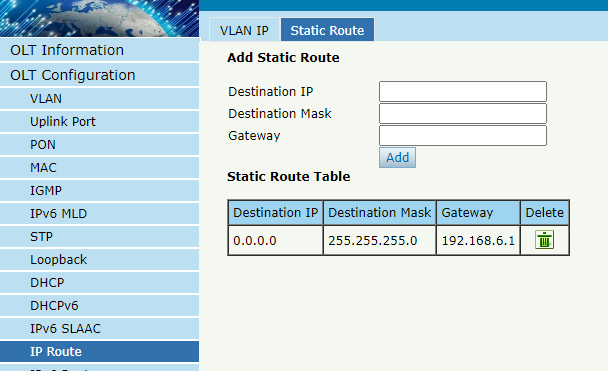 VLAN IP Static Route
OLT Information
OLT Configuration
VLAN
Uplink Port
PON
MAC
IGMP
IPv6 MLD
STP
Loopback
DHCP
DHCPv6
IPv6 SLAAC
IP Route
Add Static Route
Destination IP
Destination Mask
Gateway
Add
Static Route Table
Destination IP Destination Mask Gateway Delete
0.0.0.0 255.255.255.0 192.168.6.1